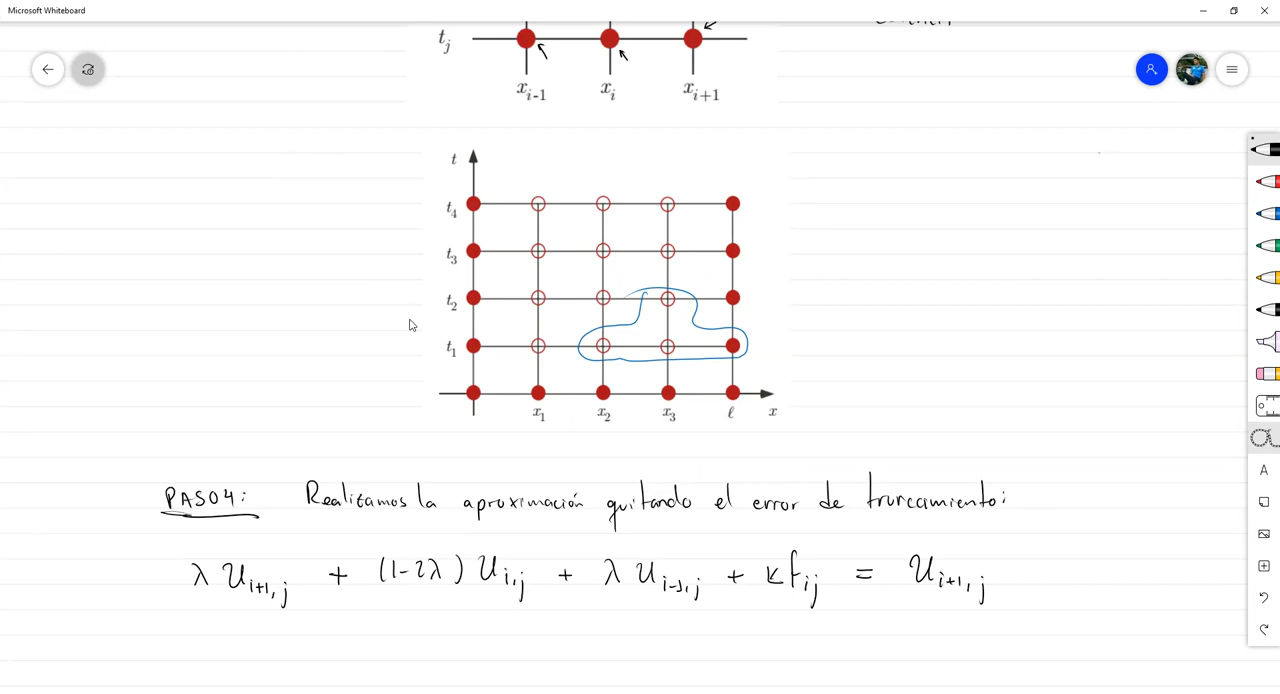 Microsoft Whiteboard
t_j
x_{i-1} x_i x_{i+1}
t
t_4
t_3
t_2
t_1
x_1 x_2 x_3 ℓ x
PASO4: Realizamos la aproximación quitando el error de truncamiento:
λ U_{i+1,j} + (1-2λ) U_{i,j} + λ U_{i-1,j} + k f_{ij} = U_{i+1,j}
A